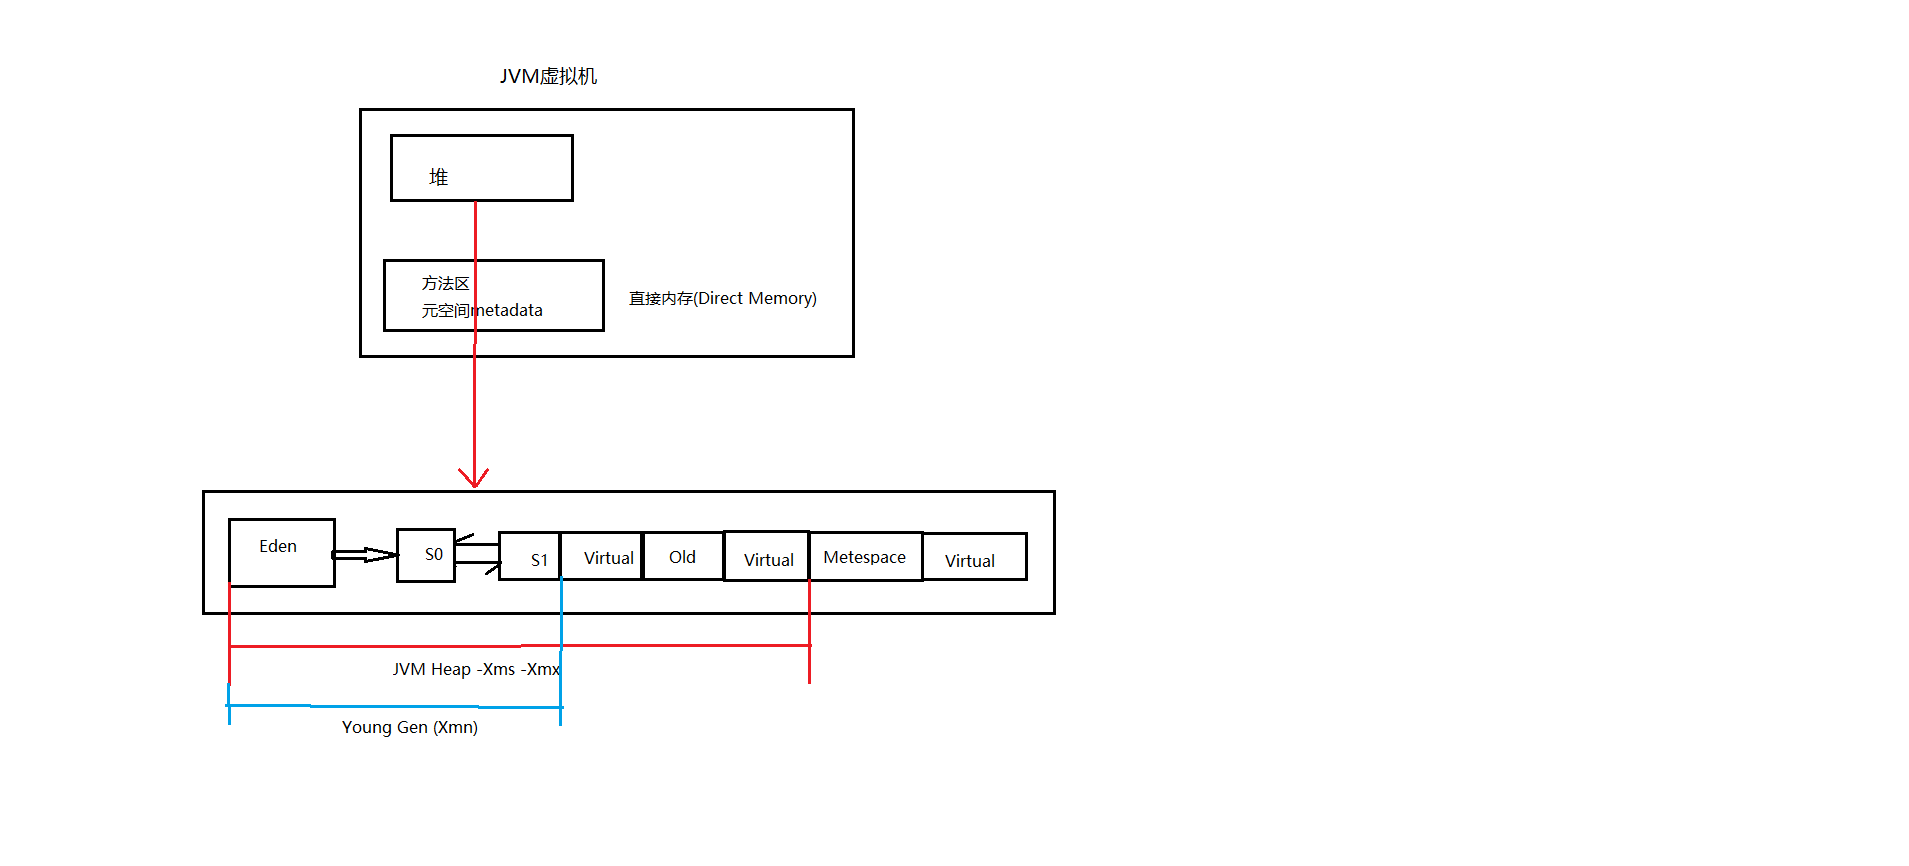 JVM虚拟机
堆
方法区
元空间metadata
直接内存(Direct Memory)
Eden
S0
S1
Virtual
Old
Virtual
Metespace
Virtual
JVM Heap -Xms -Xmx
Young Gen (Xmn)